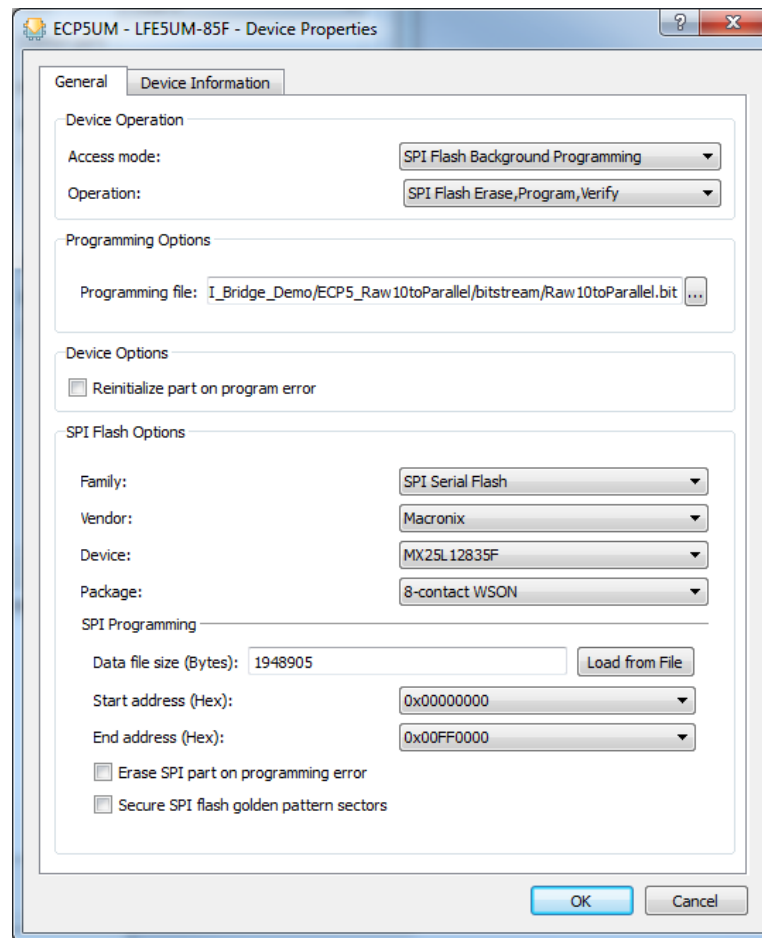 ECP5UM - LFE5UM-85F - Device Properties
General Device Information
Device Operation
Access mode: SPI Flash Background Programming
Operation: SPI Flash Erase,Program,Verify
Programming Options
Programming file: I_Bridge_Demo/ECP5_Raw10toParallel/bitstream/Raw10toParallel.bit ...
Device Options
Reinitialize part on program error
SPI Flash Options
Family: SPI Serial Flash
Vendor: Macronix
Device: MX25L12835F
Package: 8-contact WSON
SPI Programming
Data file size (Bytes): 1948905 Load from File
Start address (Hex): 0x00000000
End address (Hex): 0x00FF0000
Erase SPI part on programming error
Secure SPI flash golden pattern sectors
OK Cancel